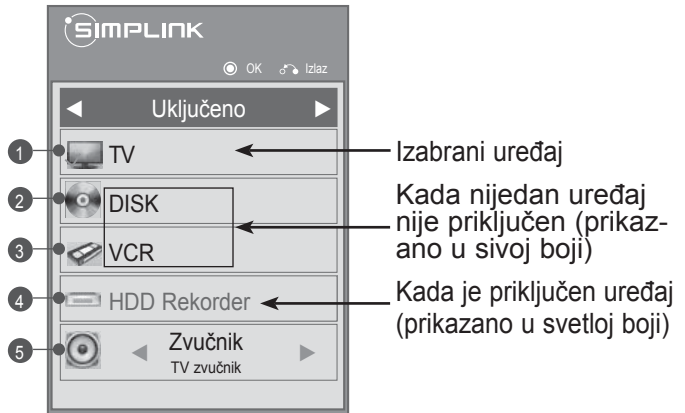 SIMPLINK
OK Izlaz
Uključeno
1 TV
Izabrani uređaj
2 DISK
3 VCR
Kada nijedan uređaj
nije priključen (prikaz-
ano u sivoj boji)
4 HDD Rekorder
Kada je priključen uređaj
(prikazano u svetloj boji)
5 Zvučnik
TV zvučnik